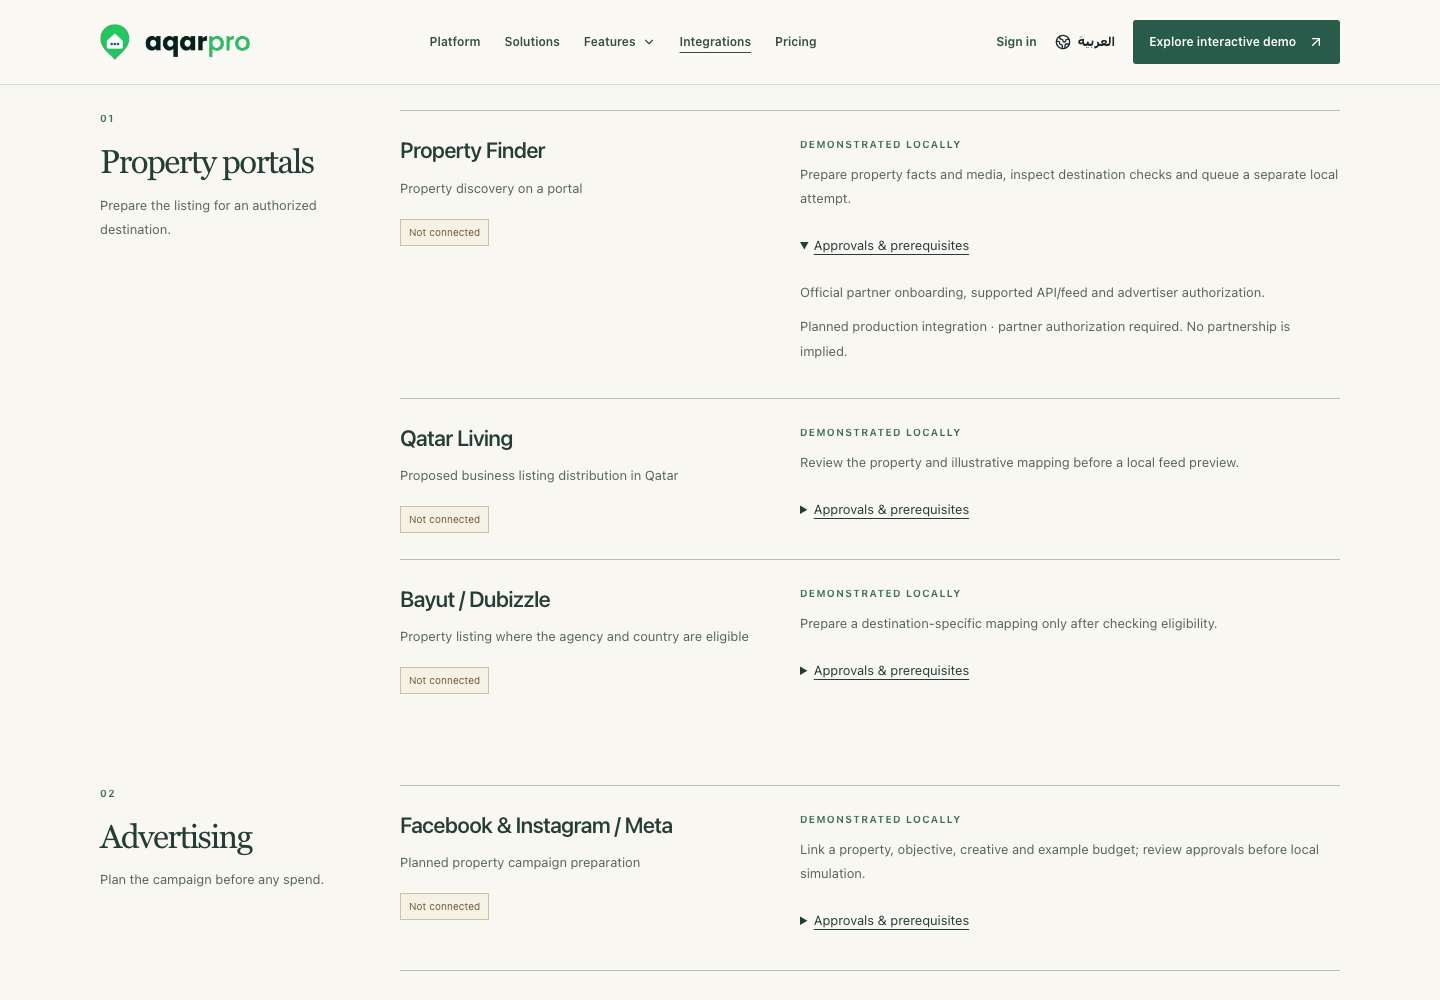 aqarpro
Platform
Solutions
Features
Integrations
Pricing
Sign in
العربية
Explore interactive demo
01
Property portals
Prepare the listing for an authorized
destination.
Property Finder
Property discovery on a portal
Not connected
DEMONSTRATED LOCALLY
Prepare property facts and media, inspect destination checks and queue a separate local
attempt.
Approvals & prerequisites
Official partner onboarding, supported API/feed and advertiser authorization.
Planned production integration · partner authorization required. No partnership is
implied.
Qatar Living
Proposed business listing distribution in Qatar
Not connected
DEMONSTRATED LOCALLY
Review the property and illustrative mapping before a local feed preview.
Approvals & prerequisites
Bayut / Dubizzle
Property listing where the agency and country are eligible
Not connected
DEMONSTRATED LOCALLY
Prepare a destination-specific mapping only after checking eligibility.
Approvals & prerequisites
02
Advertising
Plan the campaign before any spend.
Facebook & Instagram / Meta
Planned property campaign preparation
Not connected
DEMONSTRATED LOCALLY
Link a property, objective, creative and example budget; review approvals before local
simulation.
Approvals & prerequisites